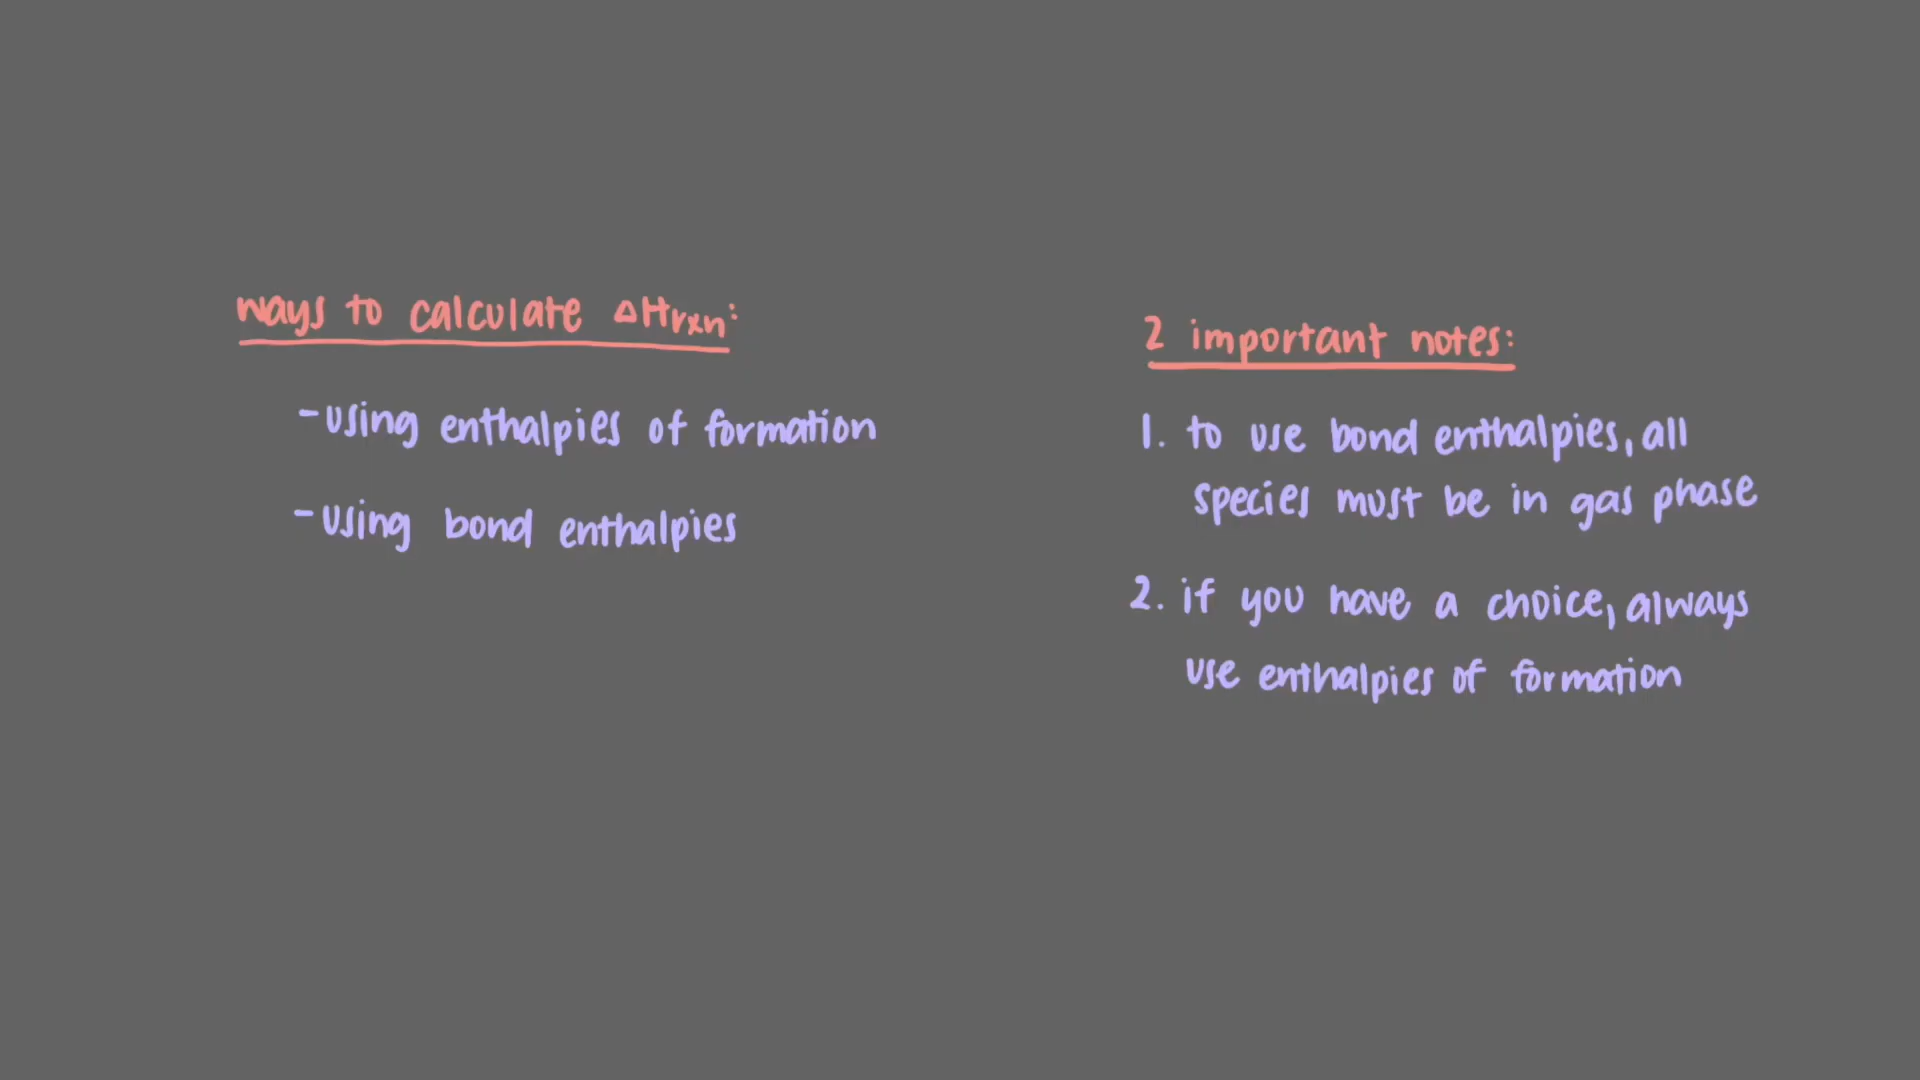 ways to calculate ΔHrxn:
-using enthalpies of formation
-using bond enthalpies
2 important notes:
1. to use bond enthalpies, all
species must be in gas phase
2. if you have a choice, always
use enthalpies of formation